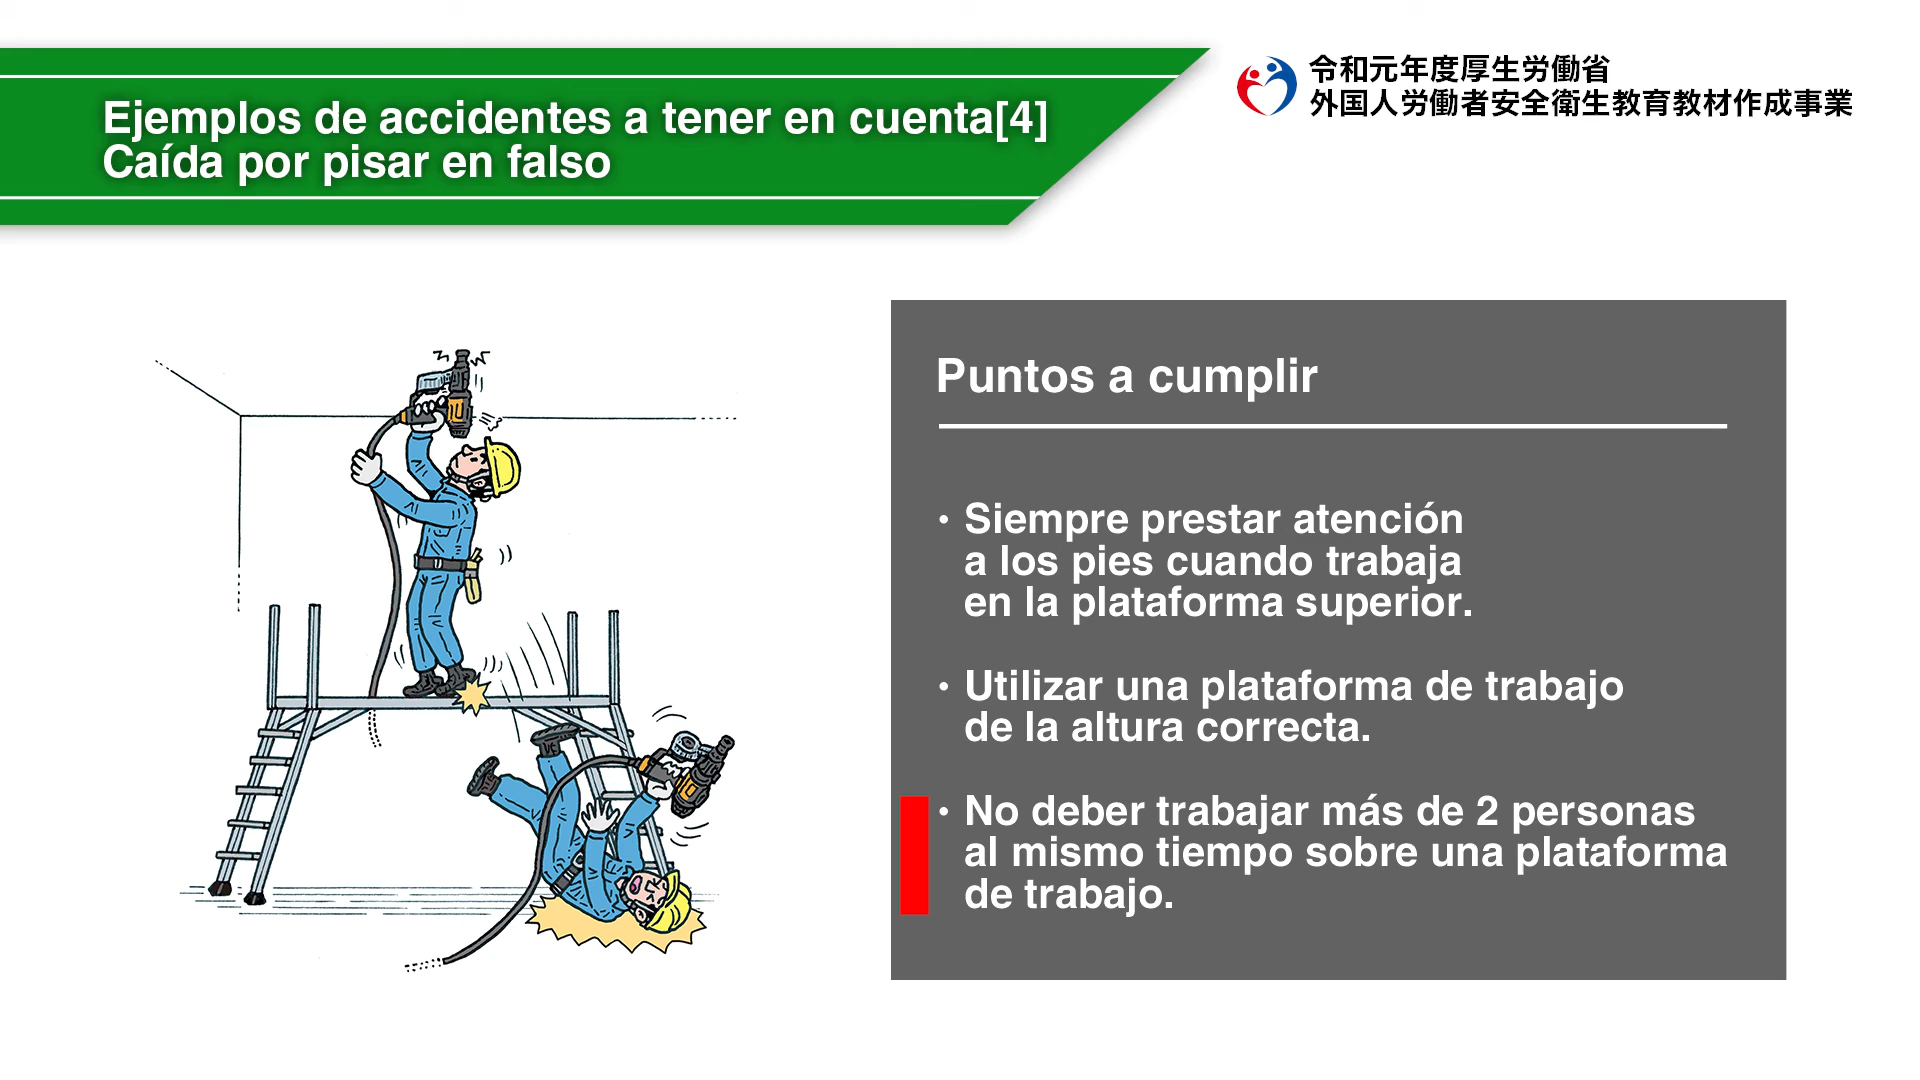 Ejemplos de accidentes a tener en cuenta[4]
Caída por pisar en falso
令和元年度厚生労働省
外国人労働者安全衛生教育教材作成事業
Puntos a cumplir
・Siempre prestar atención
a los pies cuando trabaja
en la plataforma superior.
・Utilizar una plataforma de trabajo
de la altura correcta.
・No deber trabajar más de 2 personas
al mismo tiempo sobre una plataforma
de trabajo.